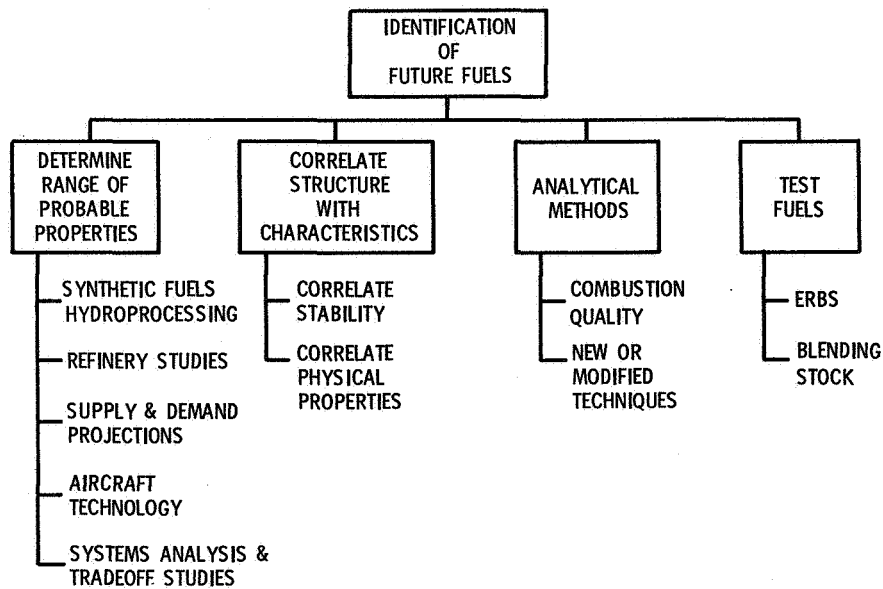 IDENTIFICATION
OF
FUTURE FUELS
DETERMINE
RANGE OF
PROBABLE
PROPERTIES
SYNTHETIC FUELS
HYDROPROCESSING
REFINERY STUDIES
SUPPLY & DEMAND
PROJECTIONS
AIRCRAFT
TECHNOLOGY
SYSTEMS ANALYSIS &
TRADEOFF STUDIES
CORRELATE
STRUCTURE
WITH
CHARACTERISTICS
CORRELATE
STABILITY
CORRELATE
PHYSICAL
PROPERTIES
ANALYTICAL
METHODS
COMBUSTION
QUALITY
NEW OR
MODIFIED
TECHNIQUES
TEST
FUELS
ERBS
BLENDING
STOCK